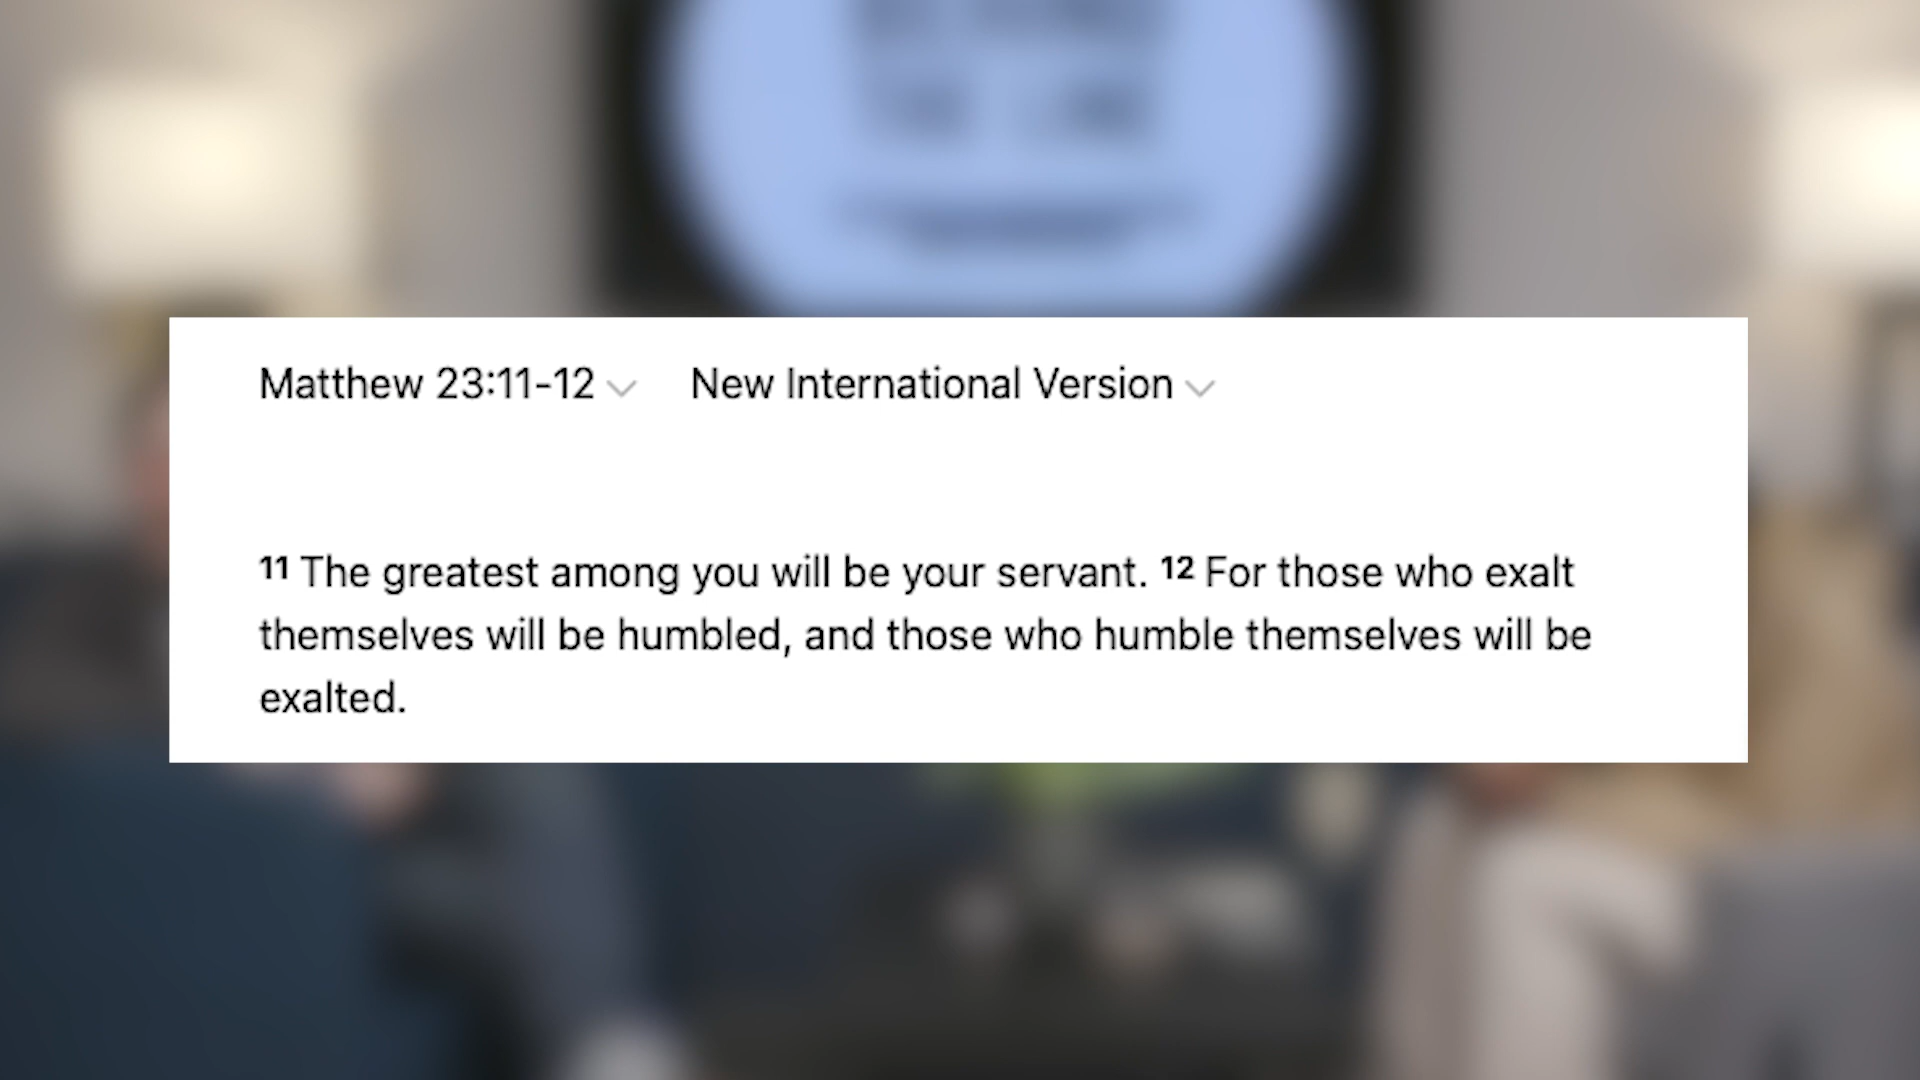 Matthew 23:11-12 New International Version
11 The greatest among you will be your servant. 12 For those who exalt
themselves will be humbled, and those who humble themselves will be
exalted.